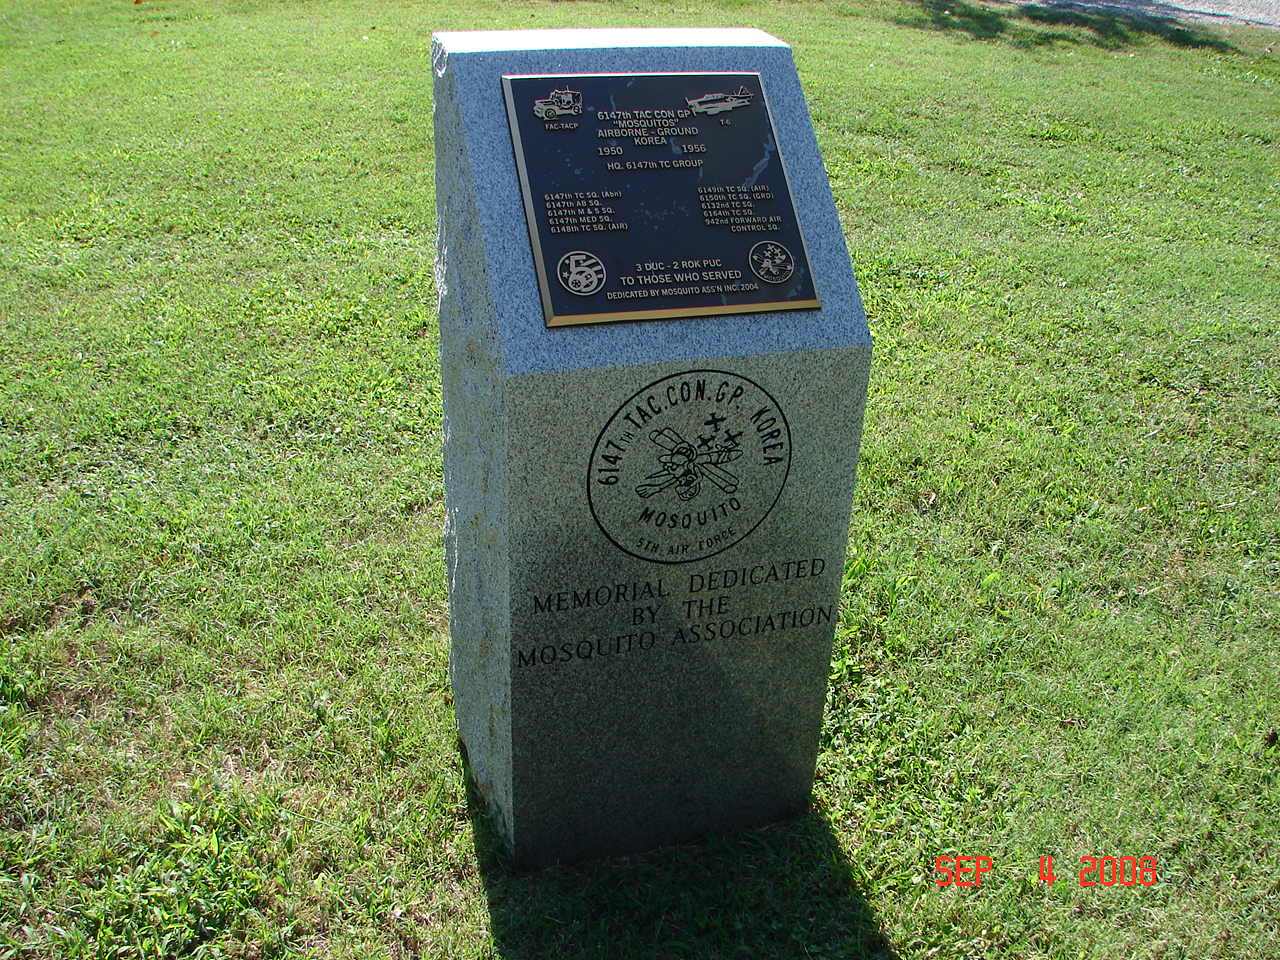 6147th TAC CON GP
"MOSQUITOS"
AIRBORNE - GROUND
KOREA
1950 1956
HQ. 6147th TC GROUP
FAC-TACP
T-6
6147th TC SQ. (Abn)
6147th AB SQ.
6147th M & S SQ.
6147th MED SQ.
6148th TC SQ. (AIR)
6149th TC SQ. (AIR)
6150th TC SQ. (GRD)
6132nd TC SQ.
6164th TC SQ.
942nd FORWARD AIR
CONTROL SQ.
5
3 DUC - 2 ROK PUC
TO THOSE WHO SERVED
DEDICATED BY MOSQUITO ASS'N INC. 2004
6147TH TAC. CON. GP. KOREA
MOSQUITO
5TH. AIR FORCE
MEMORIAL DEDICATED
BY THE
MOSQUITO ASSOCIATION
SEP 4 2008